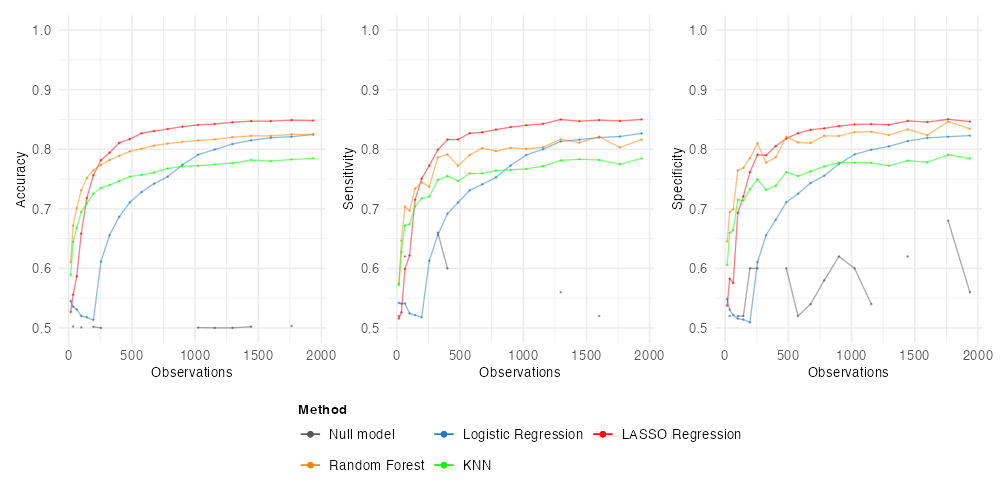 1.0
0.9
0.8
0.7
0.6
0.5
Accuracy
0 500 1000 1500 2000
Observations
1.0
0.9
0.8
0.7
0.6
0.5
Sensitivity
0 500 1000 1500 2000
Observations
1.0
0.9
0.8
0.7
0.6
0.5
Specificity
0 500 1000 1500 2000
Observations
Method
Null model Logistic Regression LASSO Regression
Random Forest KNN